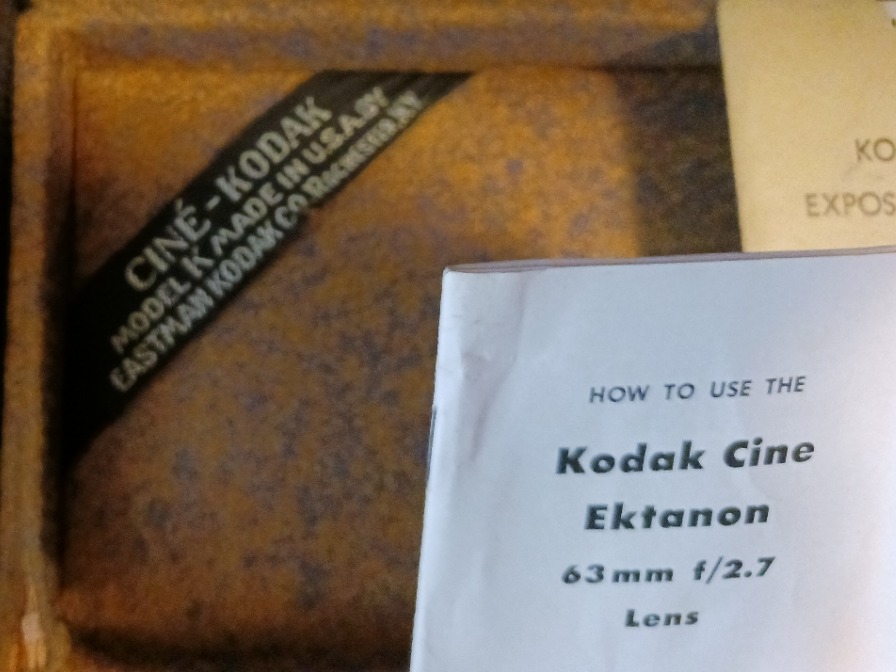 CINÉ-KODAK
MODEL K MADE IN U.S.A. BY
EASTMAN KODAK CO. ROCHESTER, N.Y.
KO
EXPOS
HOW TO USE THE
Kodak Cine
Ektanon
63mm f/2.7
Lens